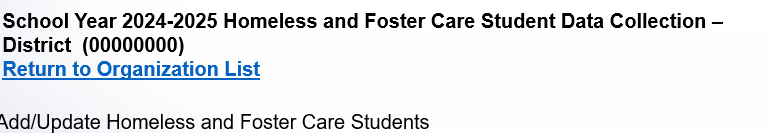 School Year 2024-2025 Homeless and Foster Care Student Data Collection –
District (00000000)
Return to Organization List
Add/Update Homeless and Foster Care Students